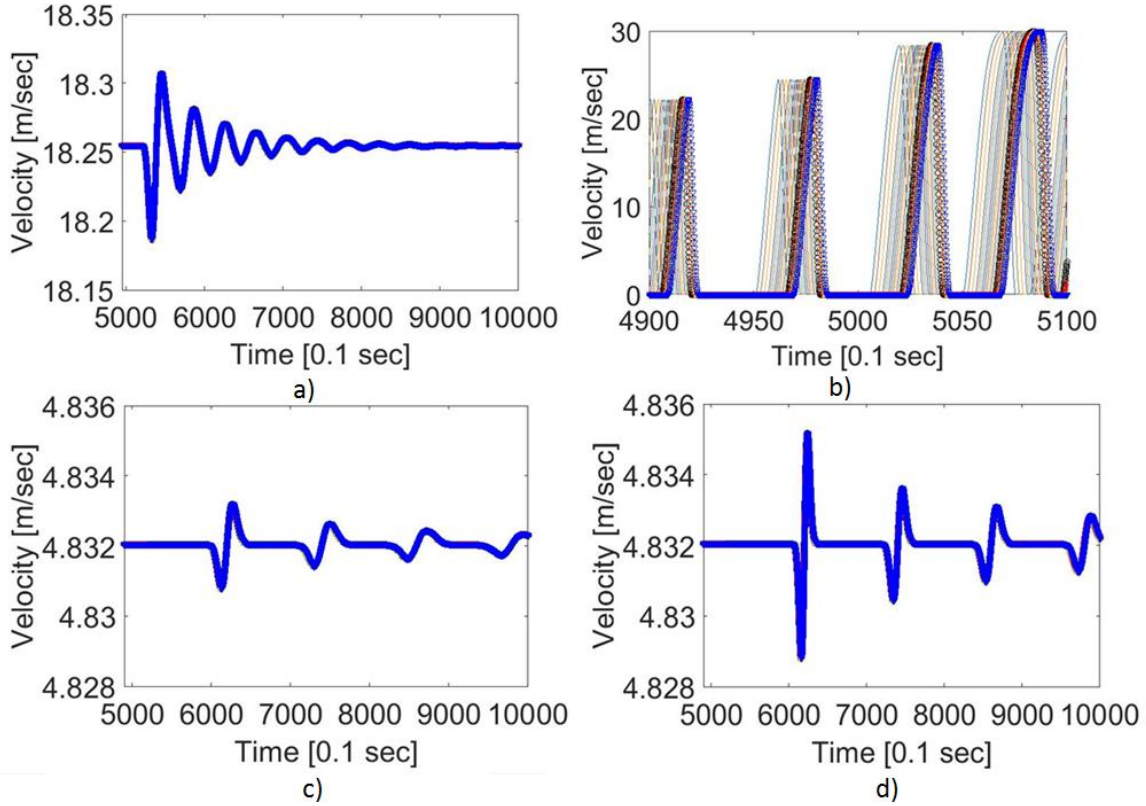 18.35
18.3
18.25
18.2
18.15
Velocity [m/sec]
5000 6000 7000 8000 9000 10000
Time [0.1 sec]
a)
30
20
10
0
Velocity [m/sec]
4900 4950 5000 5050 5100
Time [0.1 sec]
b)
4.836
4.834
4.832
4.83
4.828
Velocity [m/sec]
5000 6000 7000 8000 9000 10000
Time [0.1 sec]
c)
4.836
4.834
4.832
4.83
4.828
Velocity [m/sec]
5000 6000 7000 8000 9000 10000
Time [0.1 sec]
d)